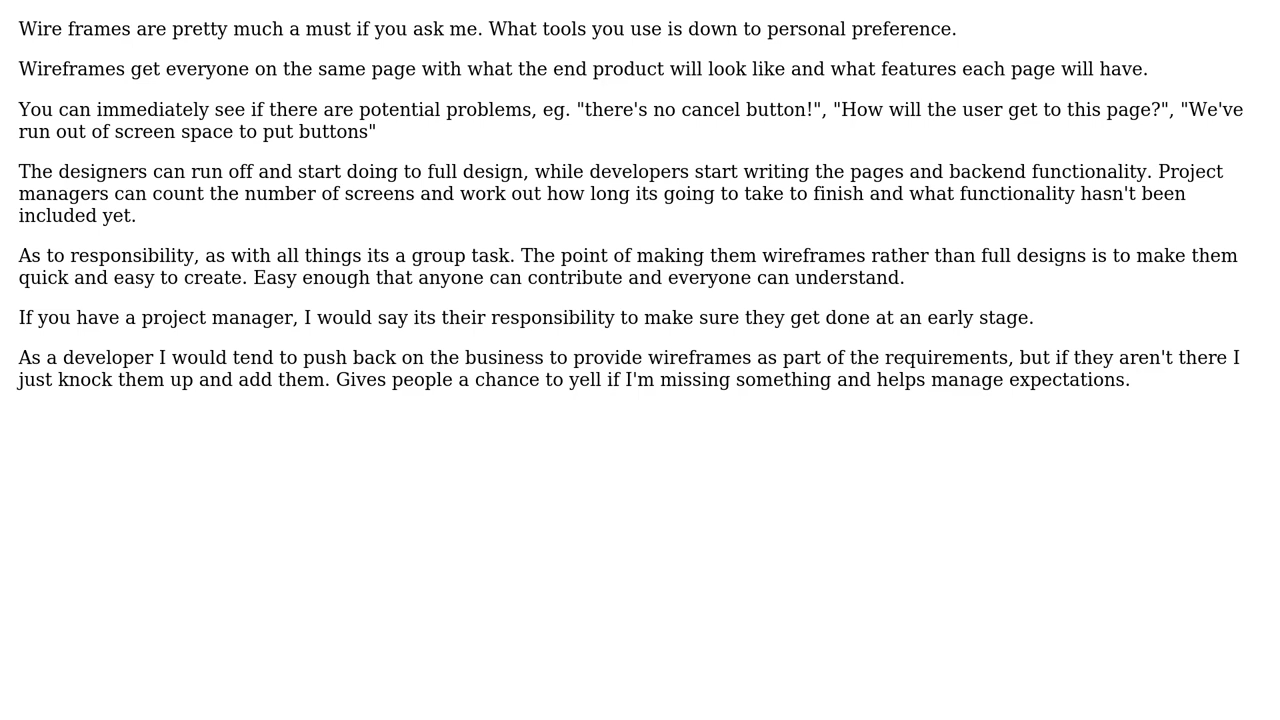 Wire frames are pretty much a must if you ask me. What tools you use is down to personal preference.
Wireframes get everyone on the same page with what the end product will look like and what features each page will have.
You can immediately see if there are potential problems, eg. "there's no cancel button!", "How will the user get to this page?", "We've
run out of screen space to put buttons"
The designers can run off and start doing to full design, while developers start writing the pages and backend functionality. Project
managers can count the number of screens and work out how long its going to take to finish and what functionality hasn't been
included yet.
As to responsibility, as with all things its a group task. The point of making them wireframes rather than full designs is to make them
quick and easy to create. Easy enough that anyone can contribute and everyone can understand.
If you have a project manager, I would say its their responsibility to make sure they get done at an early stage.
As a developer I would tend to push back on the business to provide wireframes as part of the requirements, but if they aren't there I
just knock them up and add them. Gives people a chance to yell if I'm missing something and helps manage expectations.